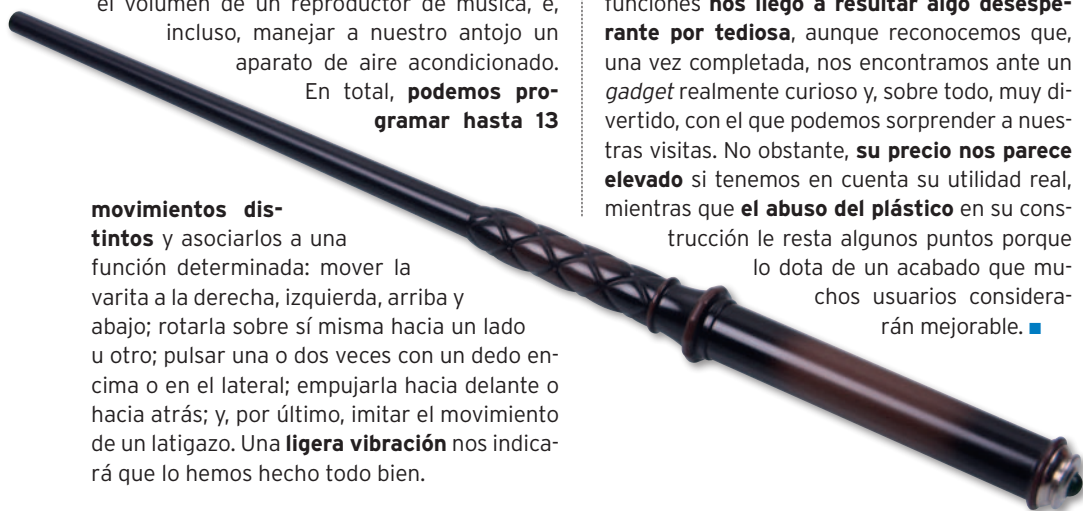 el volumen de un reproductor de música, e,
incluso, manejar a nuestro antojo un
aparato de aire acondicionado.
En total, podemos pro-
gramar hasta 13
movimientos dis-
tintos y asociarlos a una
función determinada: mover la
varita a la derecha, izquierda, arriba y
abajo; rotarla sobre sí misma hacia un lado
u otro; pulsar una o dos veces con un dedo en-
cima o en el lateral; empujarla hacia delante o
hacia atrás; y, por último, imitar el movimiento
de un latigazo. Una ligera vibración nos indica-
rá que lo hemos hecho todo bien.
funciones nos llegó a resultar algo desespe-
rante por tediosa, aunque reconocemos que,
una vez completada, nos encontramos ante un
gadget realmente curioso y, sobre todo, muy di-
vertido, con el que podemos sorprender a nues-
tras visitas. No obstante, su precio nos parece
elevado si tenemos en cuenta su utilidad real,
mientras que el abuso del plástico en su cons-
trucción le resta algunos puntos porque
lo dota de un acabado que mu-
chos usuarios considera-
rán mejorable.